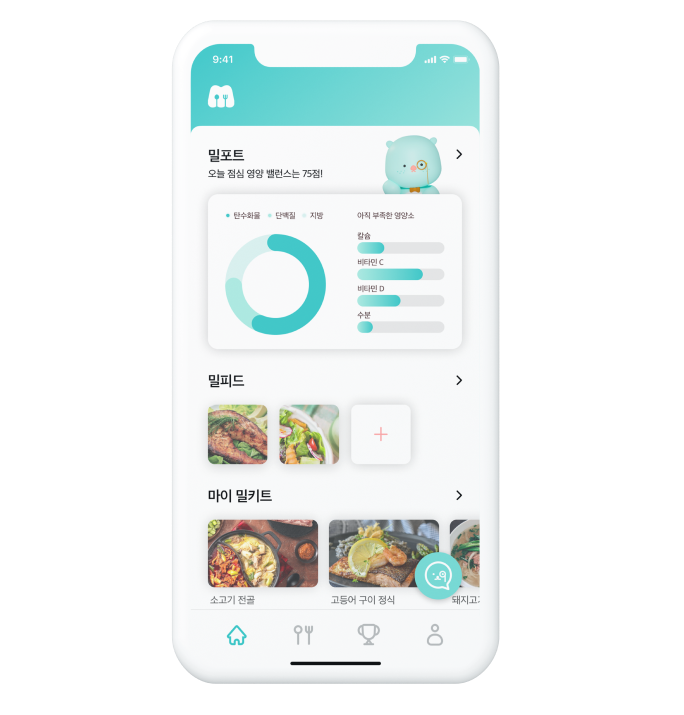 9:41
밀포트
오늘 점심 영양 밸런스는 75점!
탄수화물 단백질 지방
아직 부족한 영양소
칼슘
비타민 C
비타민 D
수분
밀피드
마이 밀키트
소고기 전골
고등어 구이 정식
돼지고